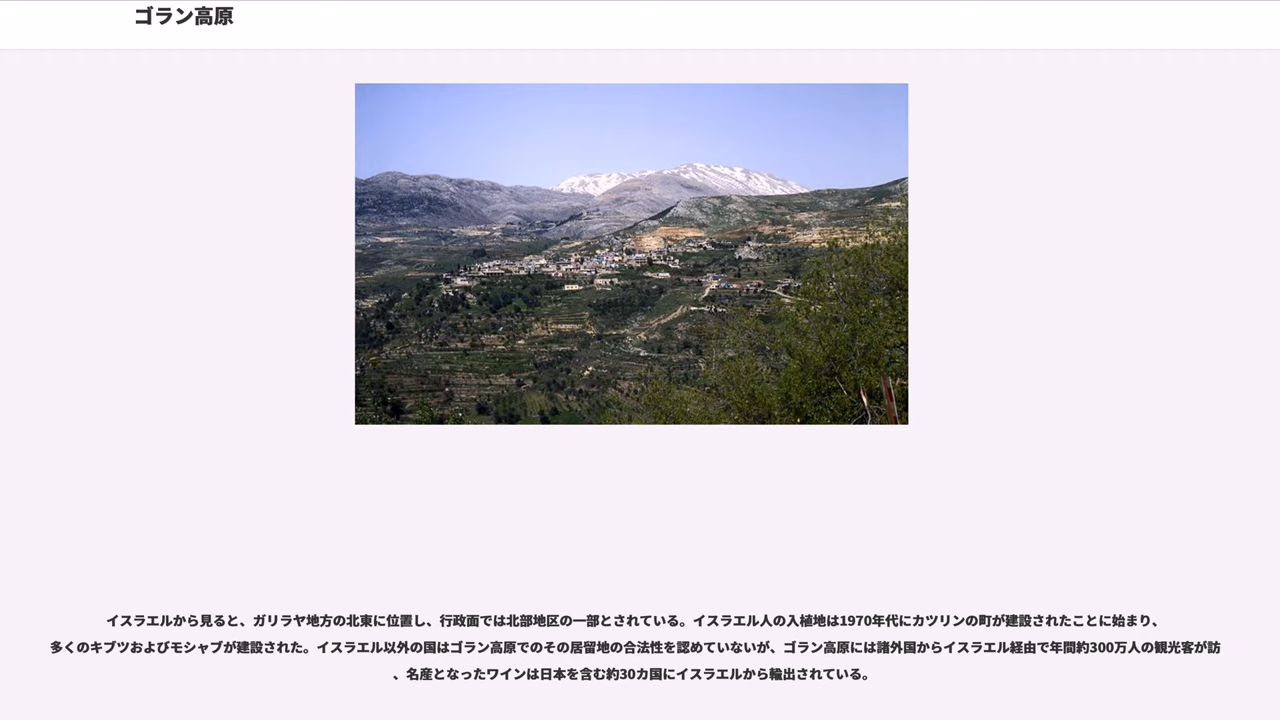 ゴラン高原
イスラエルから見ると、ガリラヤ地方の北東に位置し、行政面では北部地区の一部とされている。イスラエル人の入植地は1970年代にカツリンの町が建設されたことに始まり、
多くのキブツおよびモシャブが建設された。イスラエル以外の国はゴラン高原でのその居留地の合法性を認めていないが、ゴラン高原には諸外国からイスラエル経由で年間約300万人の観光客が訪
、名産となったワインは日本を含む約30カ国にイスラエルから輸出されている。